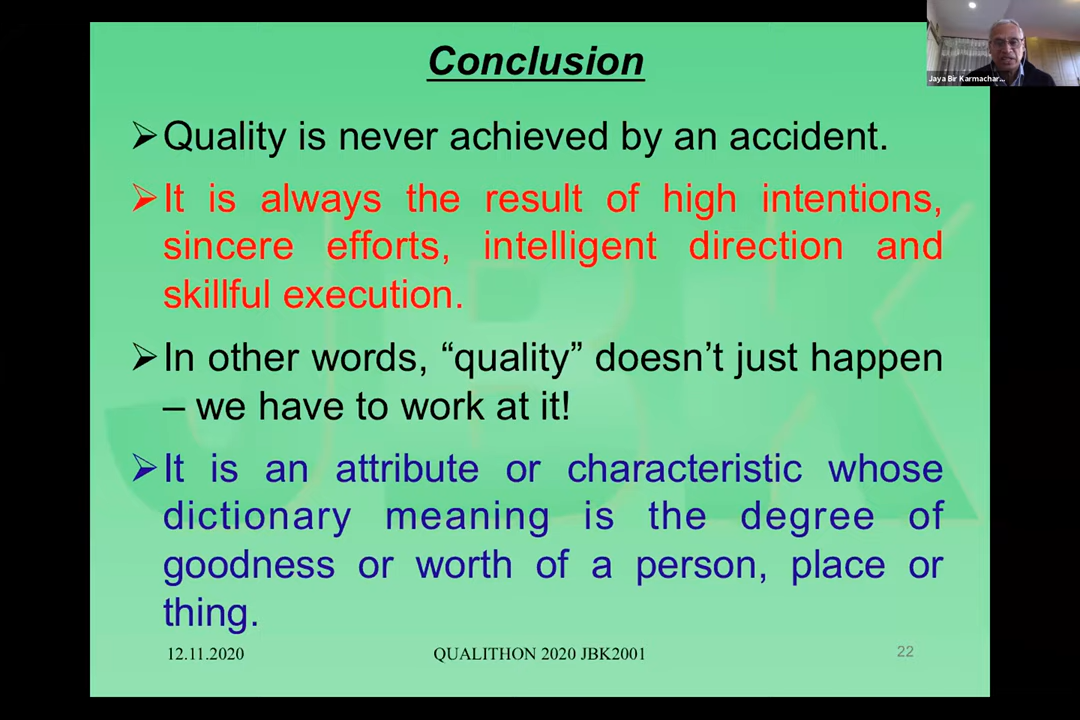 Conclusion
Jaya Bir Karmachar...
➢Quality is never achieved by an accident.
➢It is always the result of high intentions,
sincere efforts, intelligent direction and
skillful execution.
➢In other words, “quality” doesn’t just happen
– we have to work at it!
➢It is an attribute or characteristic whose
dictionary meaning is the degree of
goodness or worth of a person, place or
thing.
12.11.2020 QUALITHON 2020 JBK2001 22
JBK